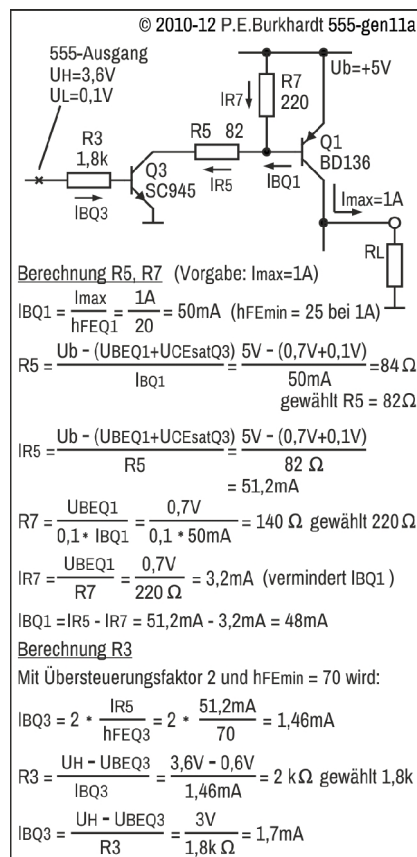 © 2010-12 P.E.Burkhardt 555-gen11a
555-Ausgang
UH=3,6V
UL=0,1V
Ub=+5V
IR7
R7
220
R3
1,8k
R5 82
Q3
SC945
Q1
BD136
IBQ3
IR5
IBQ1
Imax=1A
RL
Berechnung R5, R7 (Vorgabe: Imax=1A)
IBQ1 = Imax / hFEQ1 = 1A / 20 = 50mA (hFEmin = 25 bei 1A)
R5 = Ub - (UBEQ1+UCEsatQ3) / IBQ1 = 5V - (0,7V+0,1V) / 50mA = 84 Ω
gewählt R5 = 82Ω
IR5 = Ub - (UBEQ1+UCEsatQ3) / R5 = 5V - (0,7V+0,1V) / 82 Ω
= 51,2mA
R7 = UBEQ1 / 0,1 * IBQ1 = 0,7V / 0,1 * 50mA = 140 Ω gewählt 220Ω
IR7 = UBEQ1 / R7 = 0,7V / 220 Ω = 3,2mA (vermindert IBQ1 )
IBQ1 = IR5 - IR7 = 51,2mA - 3,2mA = 48mA
Berechnung R3
Mit Übersteuerungsfaktor 2 und hFEmin = 70 wird:
IBQ3 = 2 * IR5 / hFEQ3 = 2 * 51,2mA / 70 = 1,46mA
R3 = UH - UBEQ3 / IBQ3 = 3,6V - 0,6V / 1,46mA = 2 kΩ gewählt 1,8k
IBQ3 = UH - UBEQ3 / R3 = 3V / 1,8k Ω = 1,7mA